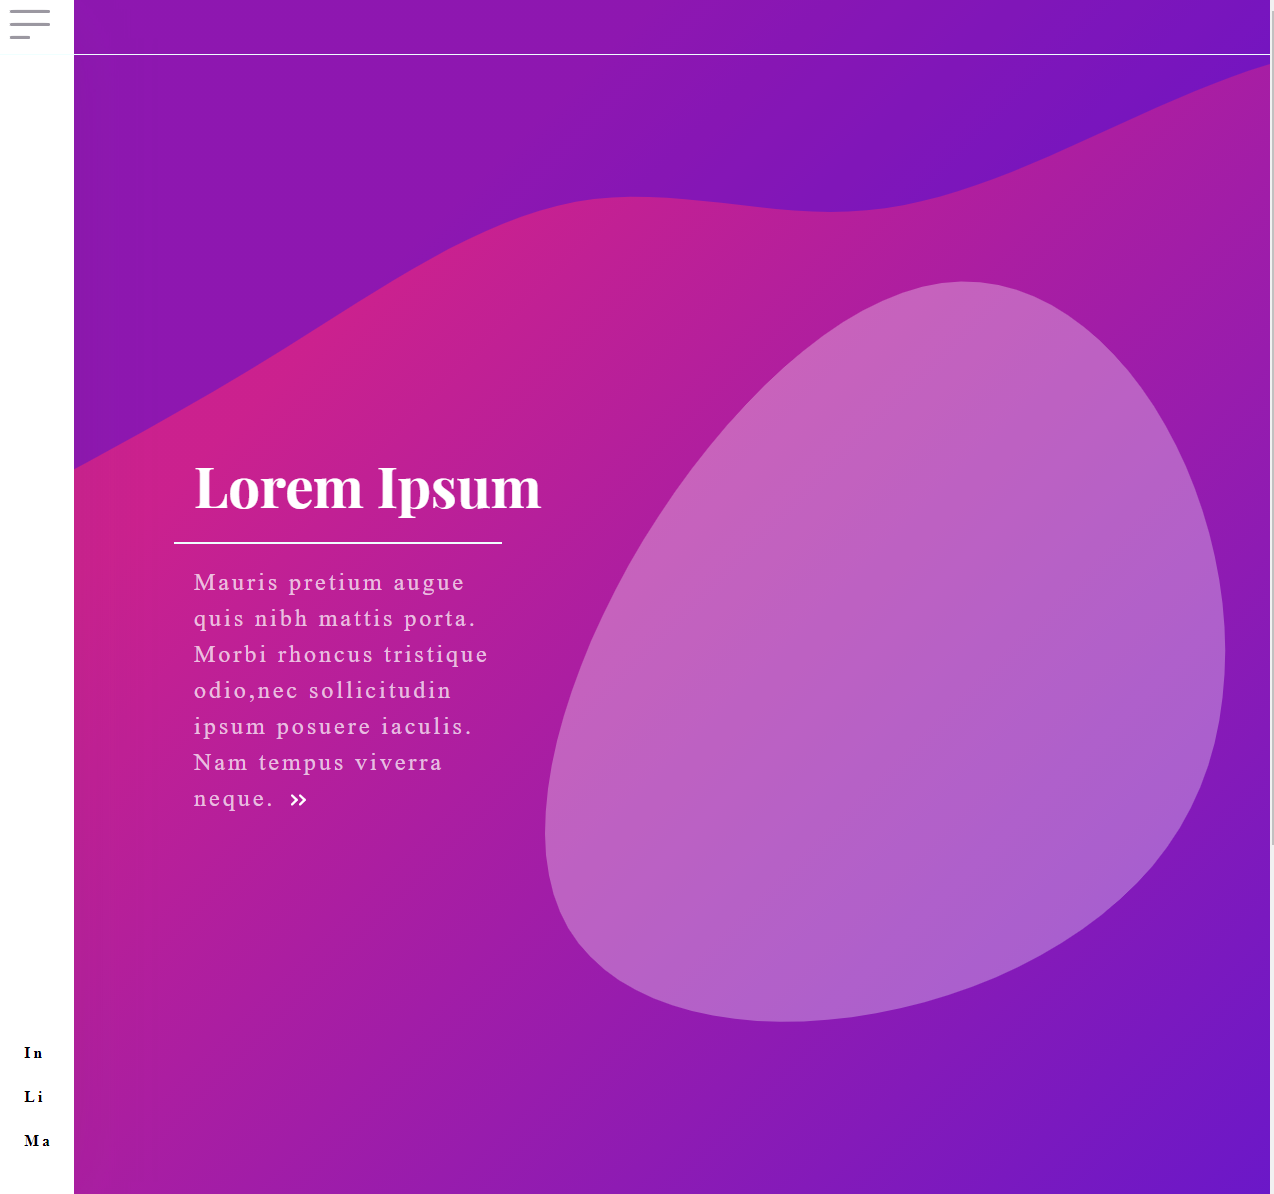 Lorem Ipsum
Mauris pretium augue
quis nibh mattis porta.
Morbi rhoncus tristique
odio,nec sollicitudin
ipsum posuere iaculis.
Nam tempus viverra
neque. »
In
Li
Ma